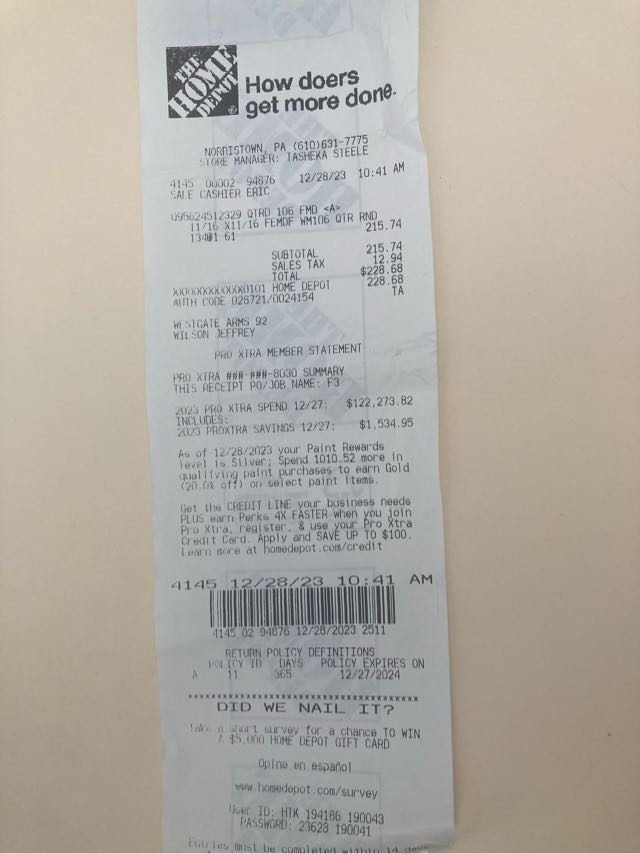 THE
HOME
DEPOT
®
How doers
get more done.
NORRISTOWN, PA (610)631-7775
STORE MANAGER: TASHEKA STEELE
4145 00002 94876 12/28/23 10:41 AM
SALE CASHIER ERIC
095624512329 QTRD 106 FMD <A>
11/16 X11/16 FEMDF WM106 QTR RND
134@1.61 215.74
SUBTOTAL 215.74
SALES TAX 12.94
TOTAL $228.68
XXXXXXXXXXXX0101 HOME DEPOT 228.68
AUTH CODE 028721/0024154 TA
WESTGATE ARMS 92
WILSON JEFFREY
PRO XTRA MEMBER STATEMENT
PRO XTRA ###-###-8030 SUMMARY
THIS RECEIPT PO/JOB NAME: F3
2023 PRO XTRA SPEND 12/27: $122,273.82
INCLUDES:
2023 PROXTRA SAVINGS 12/27: $1,534.95
As of 12/28/2023 your Paint Rewards
level is Silver; Spend 1010.52 more in
qualifying paint purchases to earn Gold
(20.0% off) on select paint items.
Get the CREDIT LINE your business needs
PLUS earn Perks 4X FASTER when you join
Pro Xtra, register, & use your Pro Xtra
Credit Card. Apply and SAVE UP TO $100.
Learn more at homedepot.com/credit
4145 12/28/23 10:41 AM
4145 02 94876 12/28/2023 2511
RETURN POLICY DEFINITIONS
POLICY ID DAYS POLICY EXPIRES ON
A 11 365 12/27/2024
****************************************
DID WE NAIL IT?
Take a short survey for a chance TO WIN
A $5,000 HOME DEPOT GIFT CARD
Opine en español
www.homedepot.com/survey
User ID: HTK 194186 190043
PASSWORD: 23628 190041
Entries must be completed within 14 days